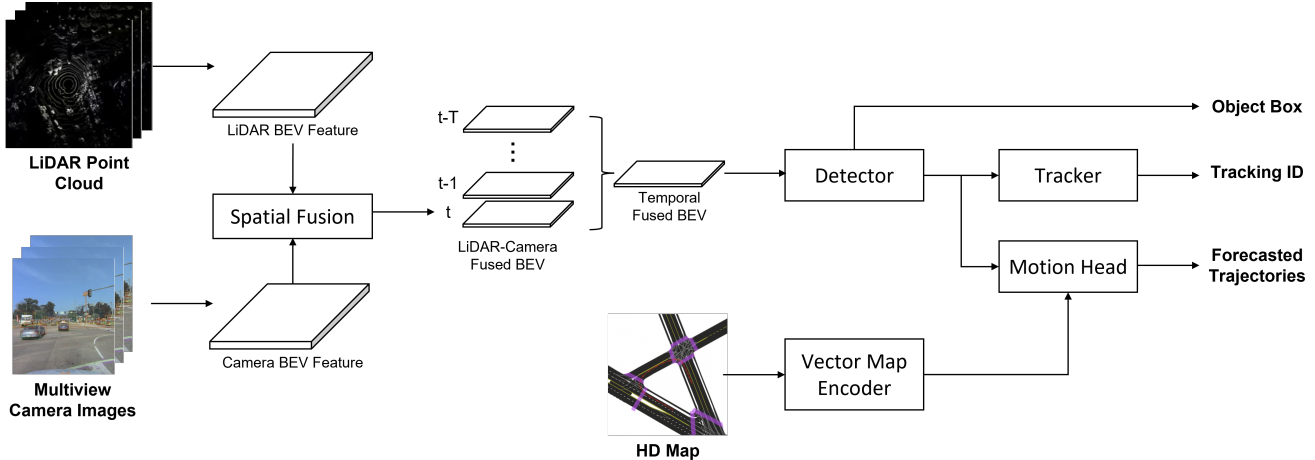 LiDAR Point
Cloud
LiDAR BEV Feature
Spatial Fusion
Multiview
Camera Images
Camera BEV Feature
t-T
t-1
t
LiDAR-Camera
Fused BEV
Temporal
Fused BEV
Detector
Tracker
Motion Head
Object Box
Tracking ID
Forecasted
Trajectories
HD Map
Vector Map
Encoder